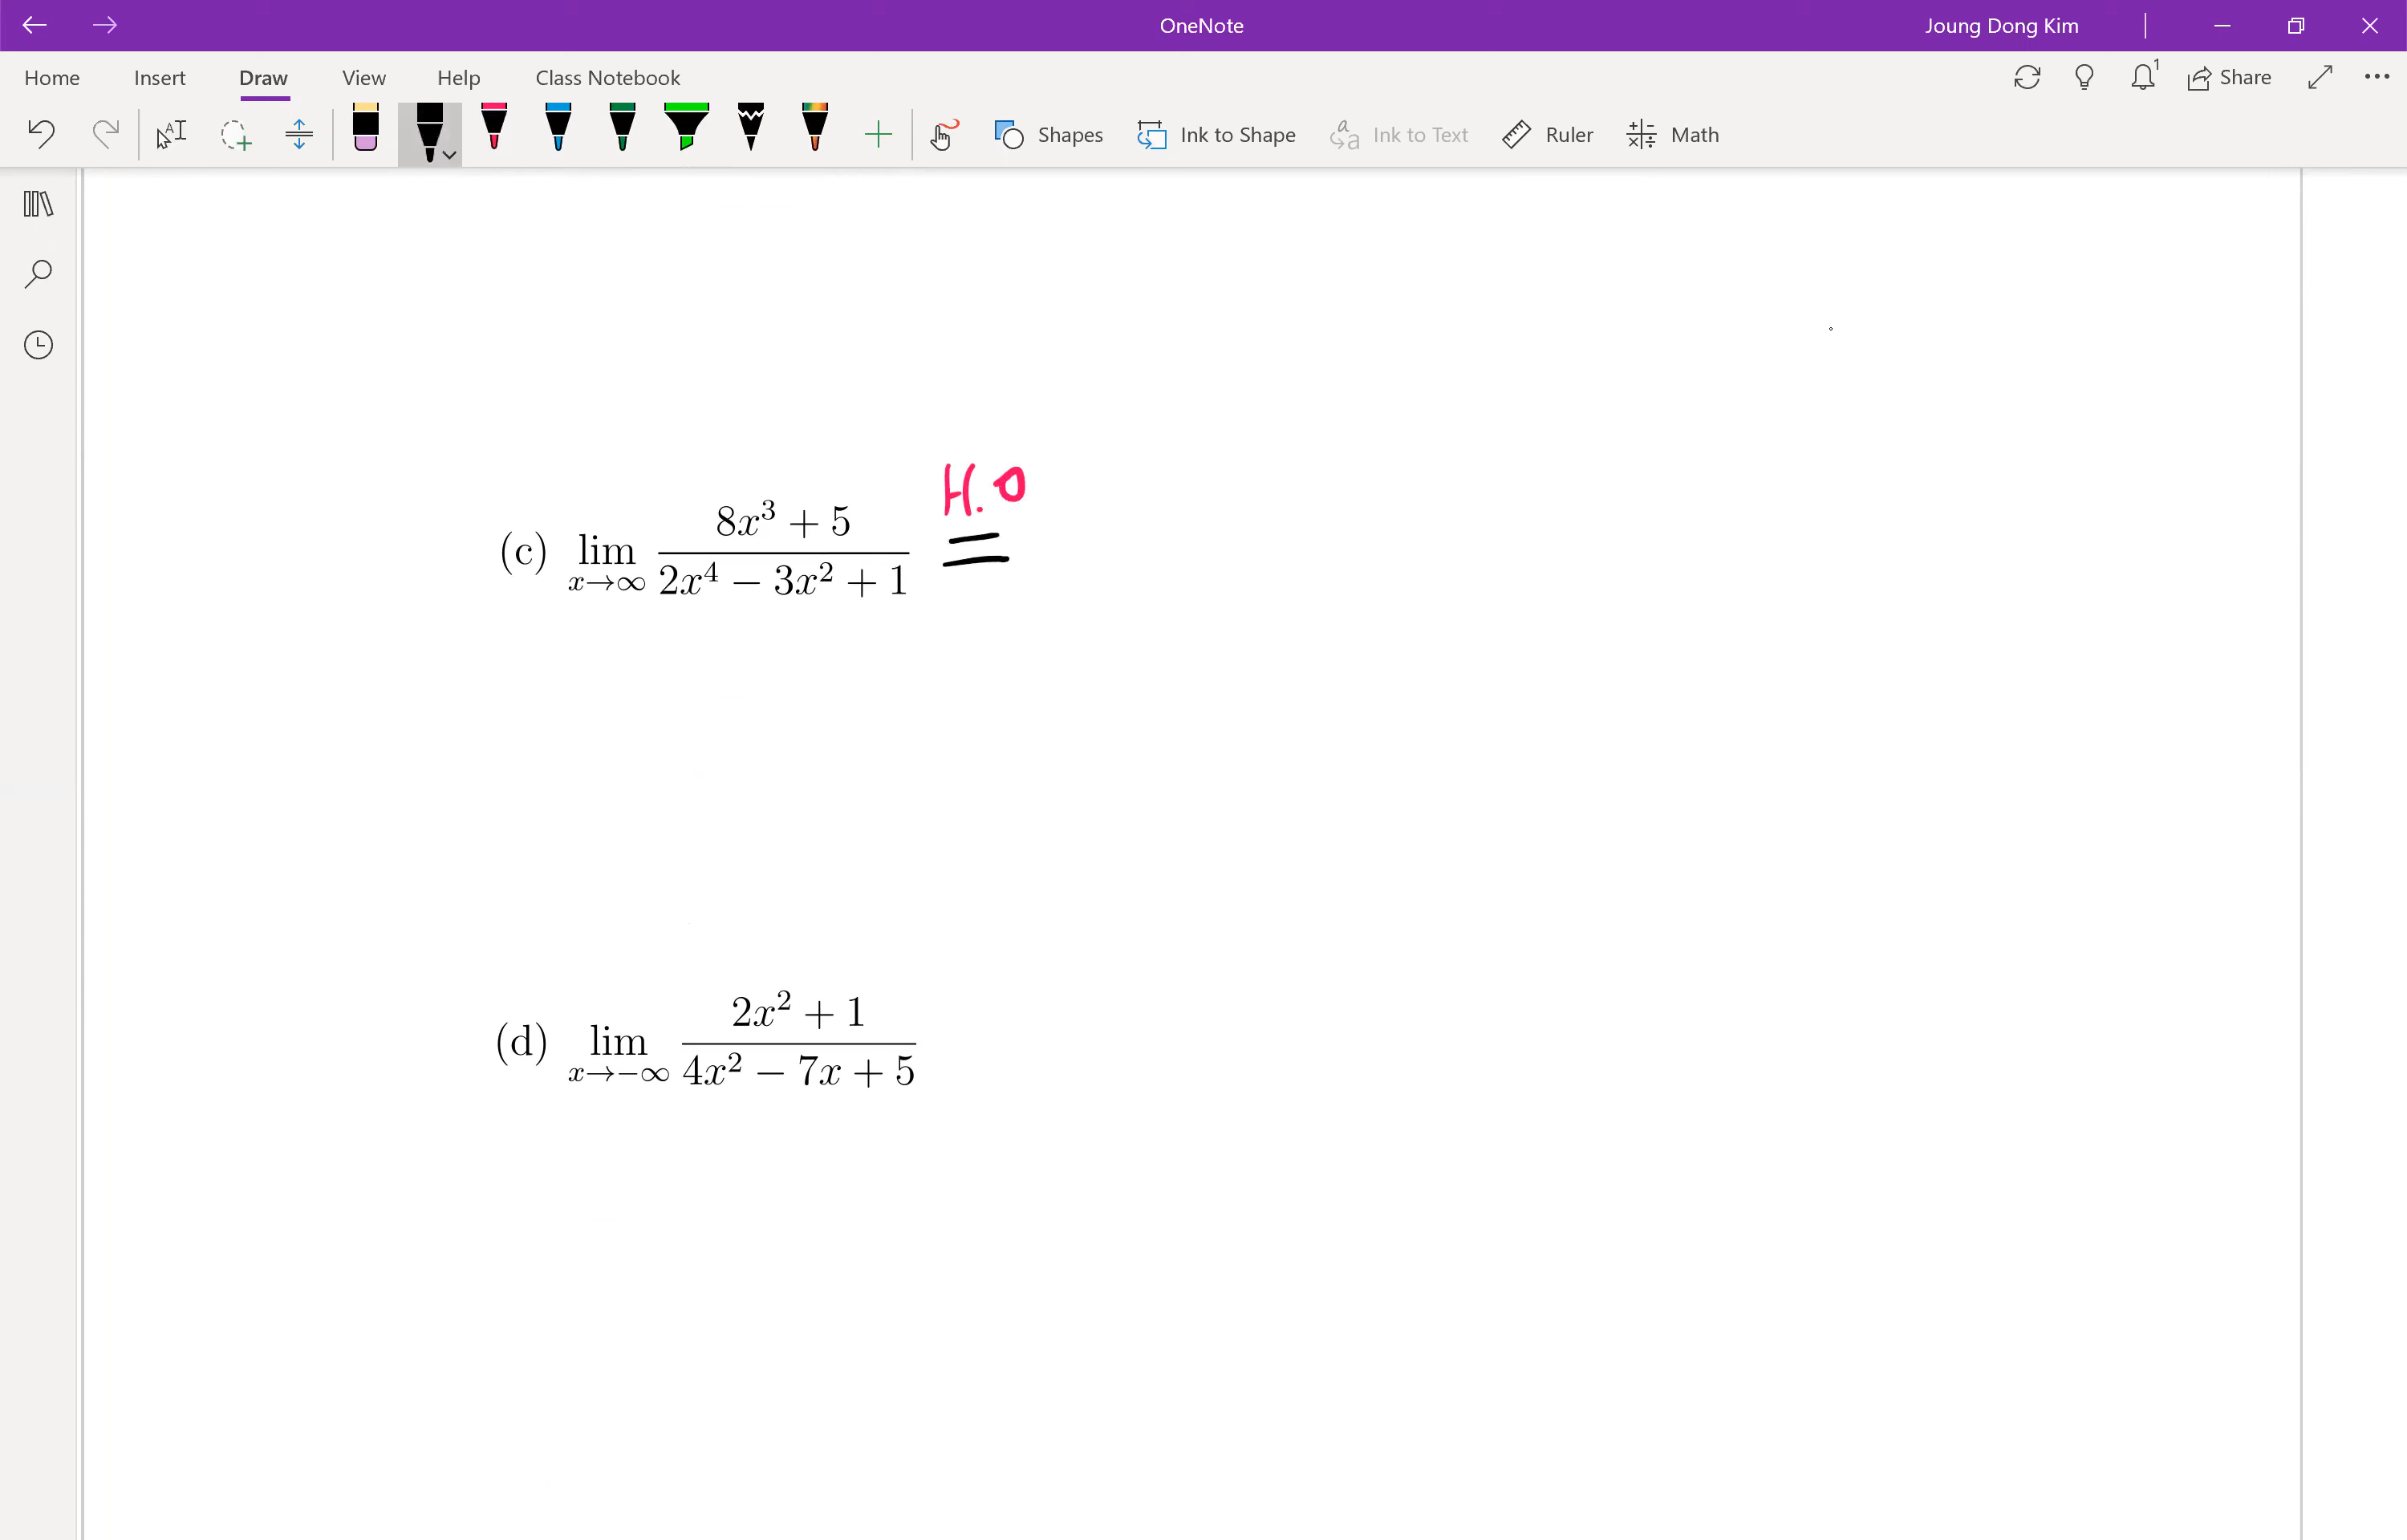 OneNote
Joung Dong Kim
Home Insert Draw View Help Class Notebook
1
Share
Shapes Ink to Shape Ink to Text Ruler Math
H.O
(c) lim x→∞ (8x³ + 5)/(2x⁴ − 3x² + 1) =
(d) lim x→−∞ (2x² + 1)/(4x² − 7x + 5)